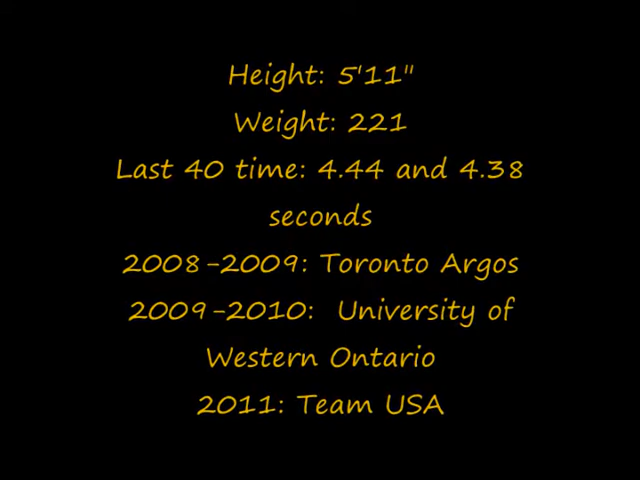 Height: 5'11"
Weight: 221
Last 40 time: 4.44 and 4.38
seconds
2008-2009: Toronto Argos
2009-2010:  University of
Western Ontario
2011: Team USA